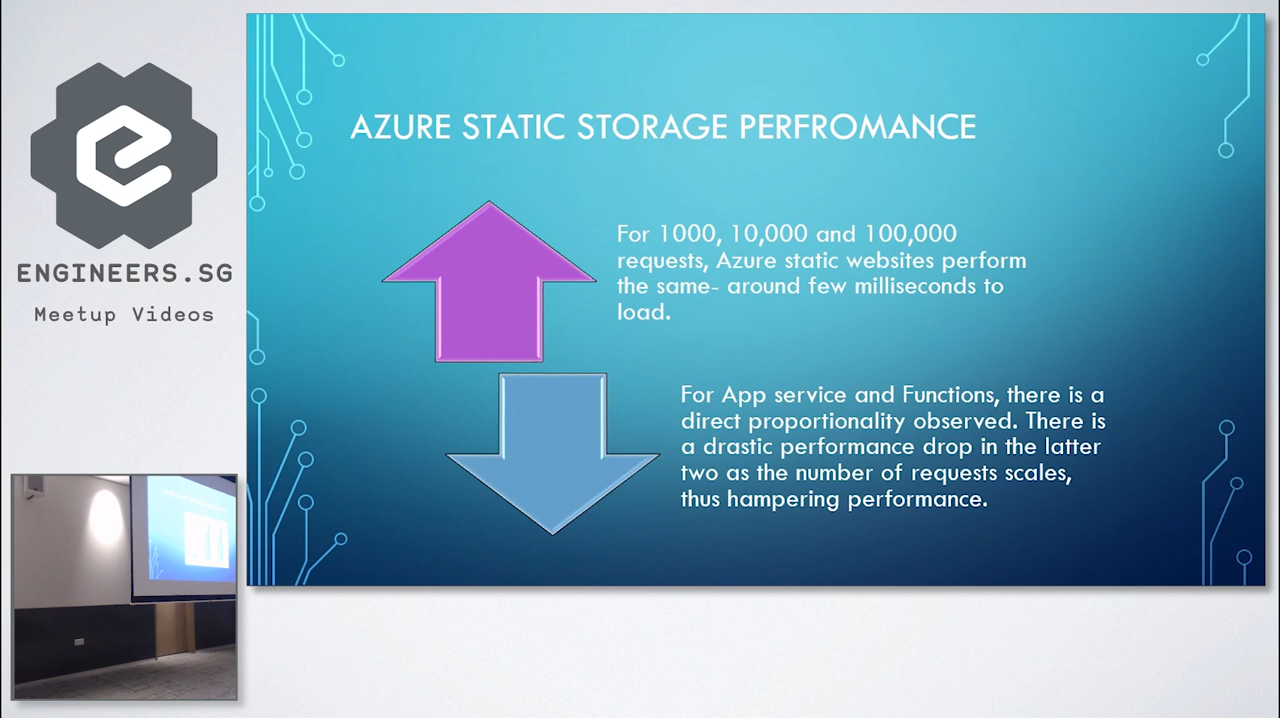 ENGINEERS.SG
Meetup Videos
AZURE STATIC STORAGE PERFROMANCE
For 1000, 10,000 and 100,000
requests, Azure static websites perform
the same- around few milliseconds to
load.
For App service and Functions, there is a
direct proportionality observed. There is
a drastic performance drop in the latter
two as the number of requests scales,
thus hampering performance.